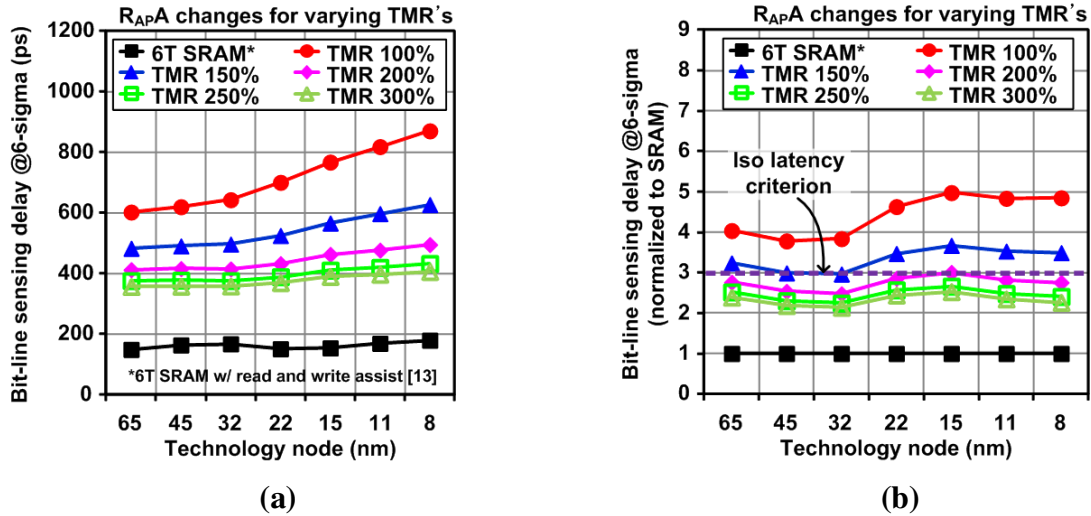 R_APA changes for varying TMR's
1200
1000
800
600
400
200
0
Bit-line sensing delay @6-sigma (ps)
6T SRAM*
TMR 100%
TMR 150%
TMR 200%
TMR 250%
TMR 300%
*6T SRAM w/ read and write assist [13]
65 45 32 22 15 11 8
Technology node (nm)
(a)
R_APA changes for varying TMR's
9
8
7
6
5
4
3
2
1
0
Bit-line sensing delay @6-sigma
(normalized to SRAM)
6T SRAM*
TMR 100%
TMR 150%
TMR 200%
TMR 250%
TMR 300%
Iso latency
criterion
65 45 32 22 15 11 8
Technology node (nm)
(b)